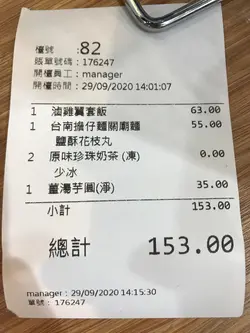 檯號 : 82
賬單號碼 : 176247
開檯員工 : manager
開檯時間 : 29/09/2020 14:01:07
1 滷雞翼套飯 63.00
1 台南擔仔麵關廟麵 55.00
鹽酥花枝丸
2 原味珍珠奶茶 (凍) 0.00
少冰
1 薑湯芋圓(淨) 35.00
小計 153.00
總計 153.00
manager : 29/09/2020 14:15:30
單號 : 176247